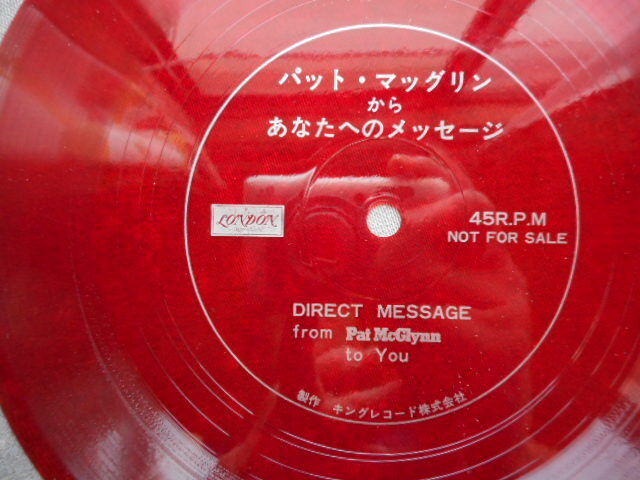 パット・マッグリン
から
あなたへのメッセージ
LONDON
45R.P.M
NOT FOR SALE
DIRECT MESSAGE
from Pat McGlynn
to You
製作 キングレコード株式会社